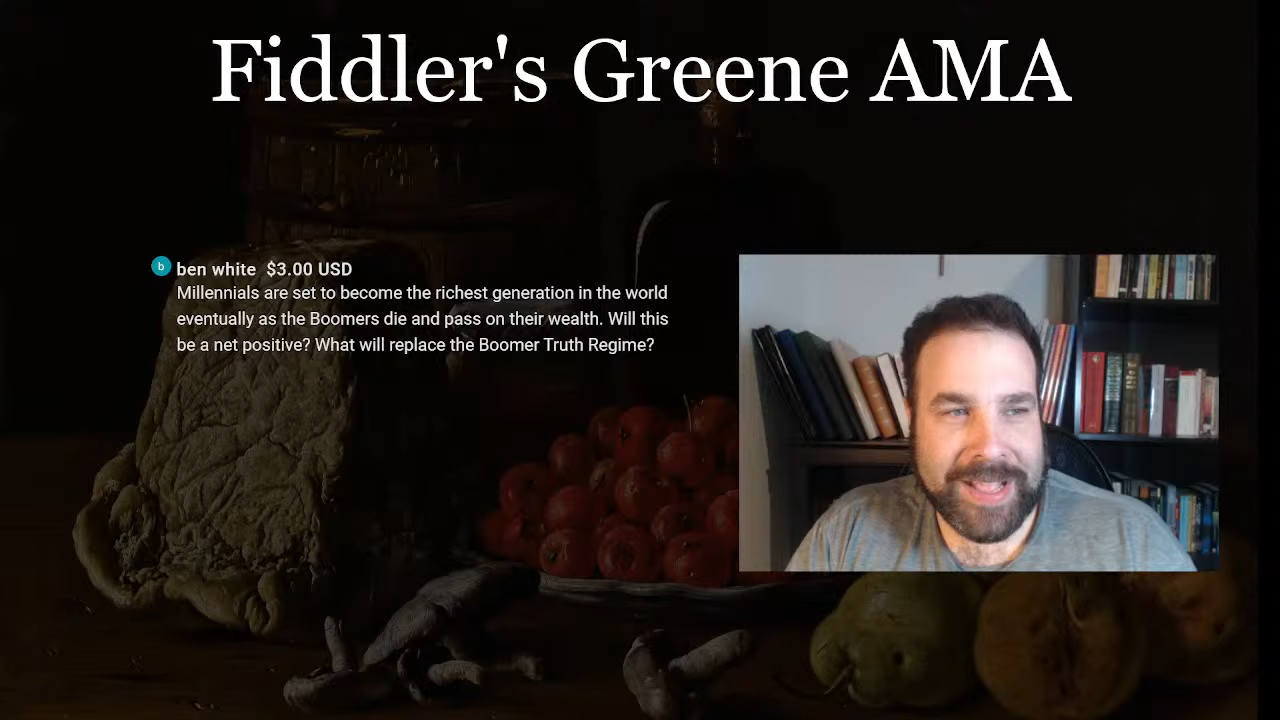 Fiddler's Greene AMA
b ben white $3.00 USD
Millennials are set to become the richest generation in the world
eventually as the Boomers die and pass on their wealth. Will this
be a net positive? What will replace the Boomer Truth Regime?